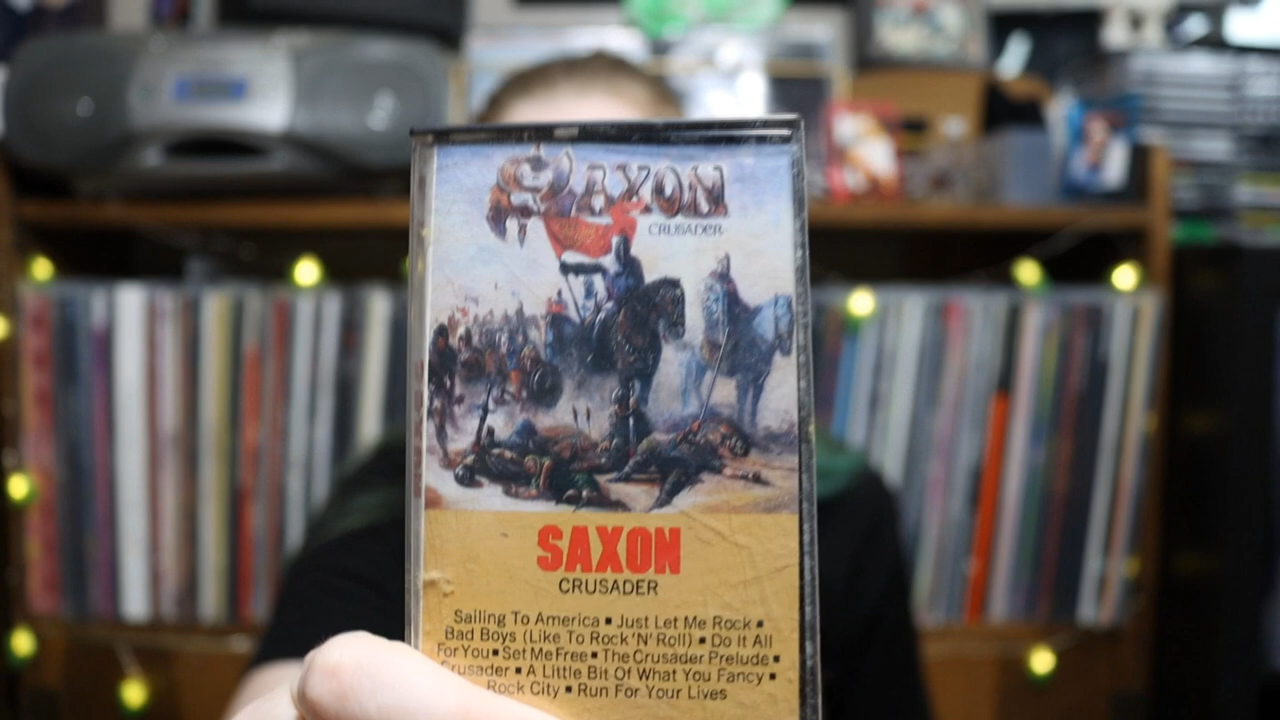 SAXON
CRUSADER
SAXON
CRUSADER
Sailing To America ▪ Just Let Me Rock ▪
Bad Boys (Like To Rock 'N' Roll) ▪ Do It All
For You ▪ Set Me Free ▪ The Crusader Prelude ▪
Crusader ▪ A Little Bit Of What You Fancy ▪
Rock City ▪ Run For Your Lives